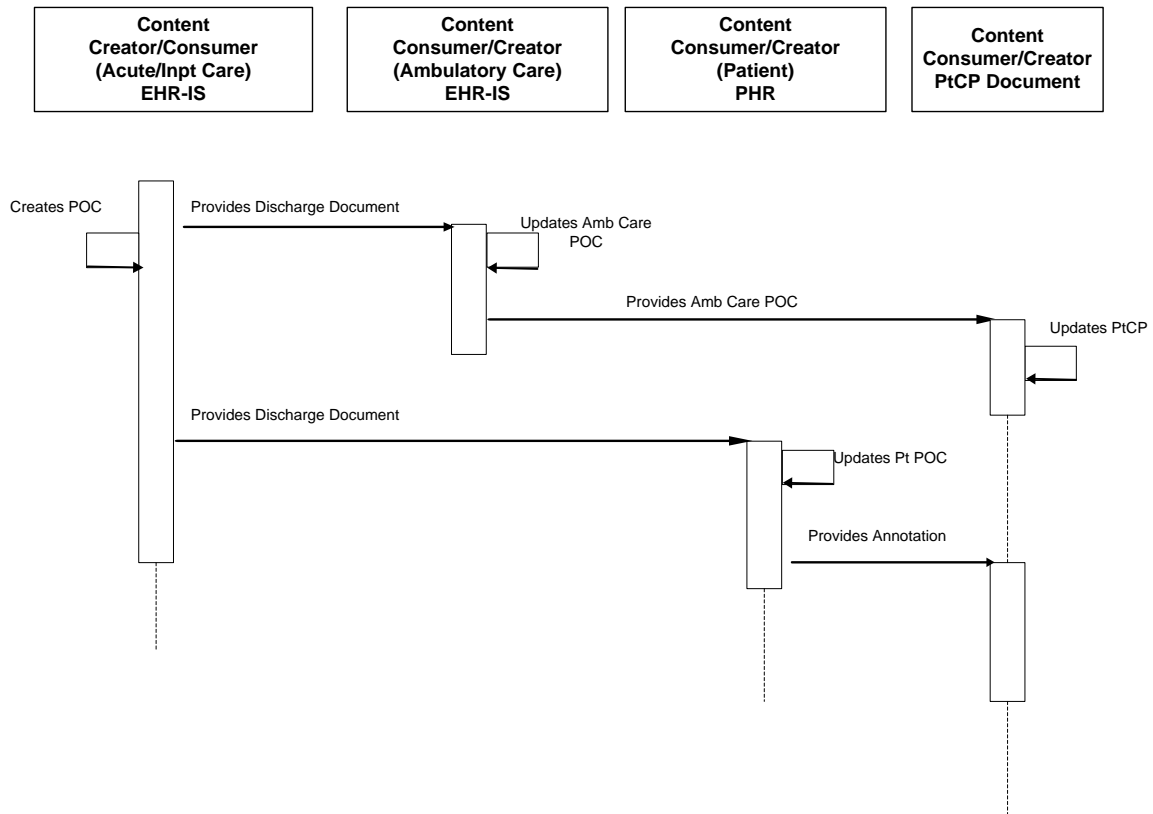 Content
Creator/Consumer
(Acute/Inpt Care)
EHR-IS
Content
Consumer/Creator
(Ambulatory Care)
EHR-IS
Content
Consumer/Creator
(Patient)
PHR
Content
Consumer/Creator
PtCP Document
Creates POC
Provides Discharge Document
Updates Amb Care
POC
Provides Amb Care POC
Updates PtCP
Provides Discharge Document
Updates Pt POC
Provides Annotation